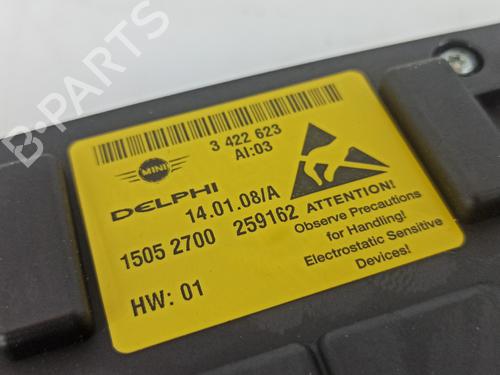 B-PARTS
3 422 623
AI:03
MINI
DELPHI
14.01.08/A
1505 2700 259162
HW: 01
ATTENTION!
Observe Precautions
for Handling!
Electrostatic Sensitive
Devices!